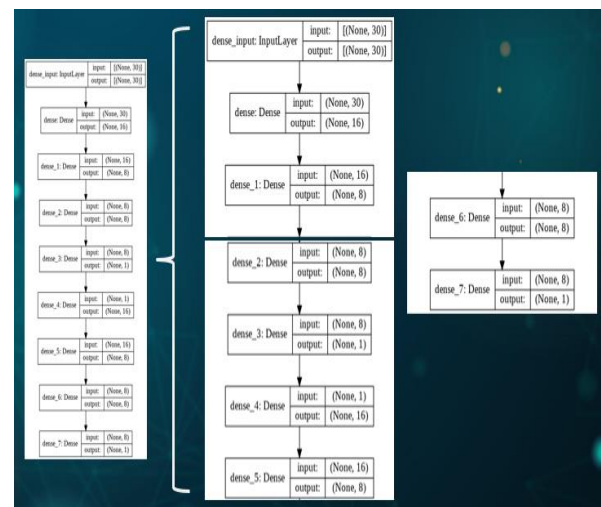 dense_input: InputLayer input: [(None, 30)]
output: [(None, 30)]
dense: Dense input: (None, 30)
output: (None, 16)
dense_1: Dense input: (None, 16)
output: (None, 8)
dense_2: Dense input: (None, 8)
output: (None, 8)
dense_3: Dense input: (None, 8)
output: (None, 1)
dense_4: Dense input: (None, 1)
output: (None, 16)
dense_5: Dense input: (None, 16)
output: (None, 8)
dense_6: Dense input: (None, 8)
output: (None, 8)
dense_7: Dense input: (None, 8)
output: (None, 1)
dense_input: InputLayer input: [(None, 30)]
output: [(None, 30)]
dense: Dense input: (None, 30)
output: (None, 16)
dense_1: Dense input: (None, 16)
output: (None, 8)
dense_2: Dense input: (None, 8)
output: (None, 8)
dense_3: Dense input: (None, 8)
output: (None, 1)
dense_4: Dense input: (None, 1)
output: (None, 16)
dense_5: Dense input: (None, 16)
output: (None, 8)
dense_6: Dense input: (None, 8)
output: (None, 8)
dense_7: Dense input: (None, 8)
output: (None, 1)